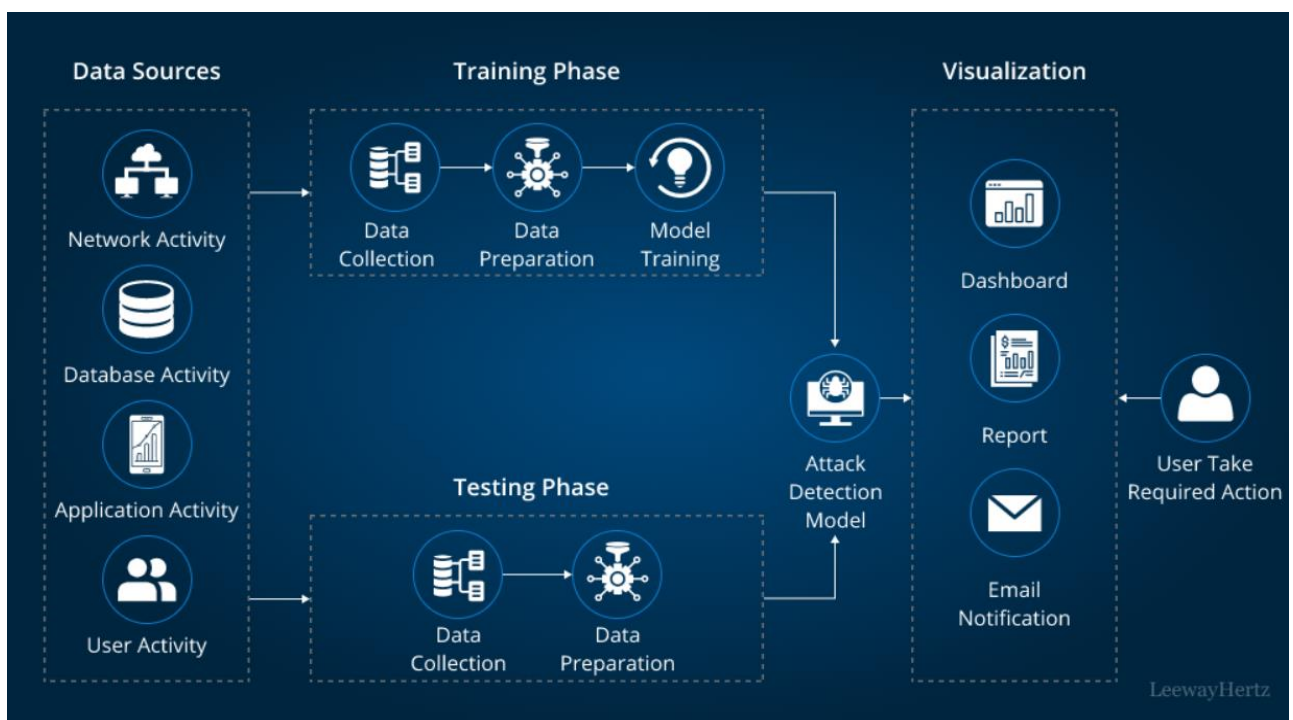 Data Sources
Training Phase
Visualization
Network Activity
Database Activity
Application Activity
User Activity
Data
Collection
Data
Preparation
Model
Training
Testing Phase
Data
Collection
Data
Preparation
Attack
Detection
Model
Dashboard
Report
Email
Notification
User Take
Required Action
LeewayHertz